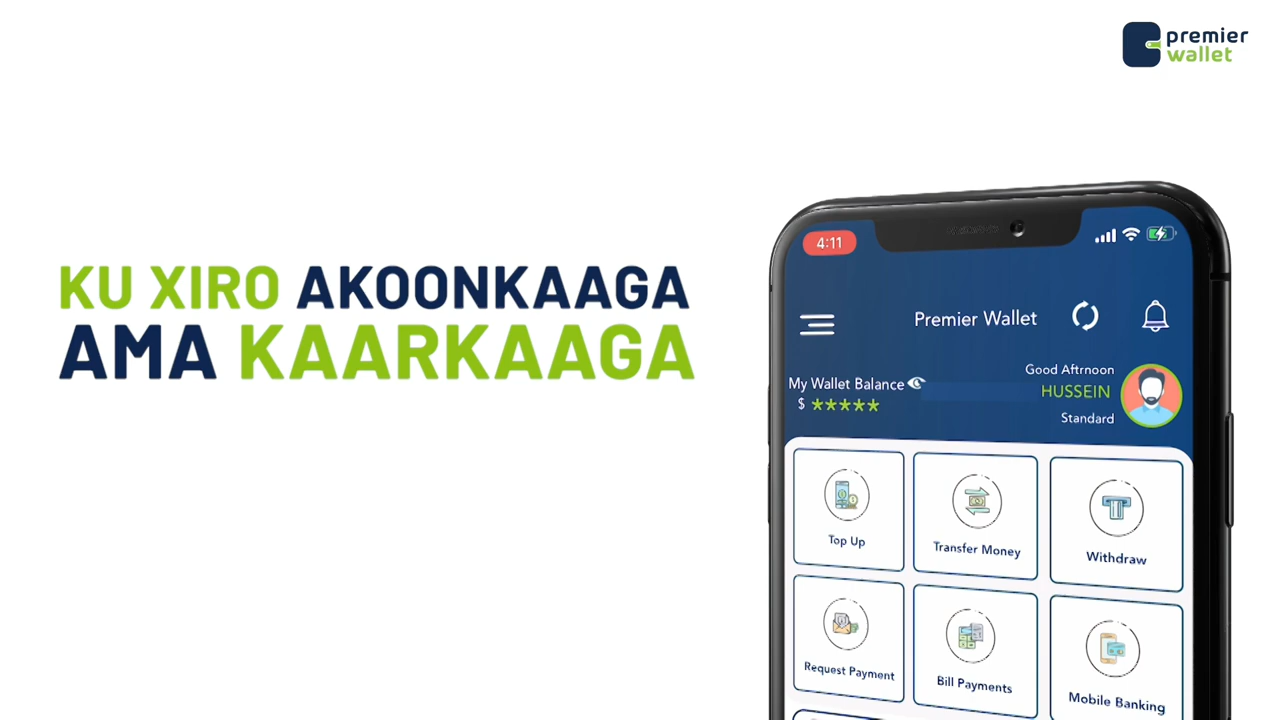 premier
wallet
KU XIRO AKOONKAAGA
AMA KAARKAAGA
4:11
Premier Wallet
Good Aftrnoon
My Wallet Balance
HUSSEIN
$ ★★★★★
Standard
Top Up
Transfer Money
Withdraw
Request Payment
Bill Payments
Mobile Banking